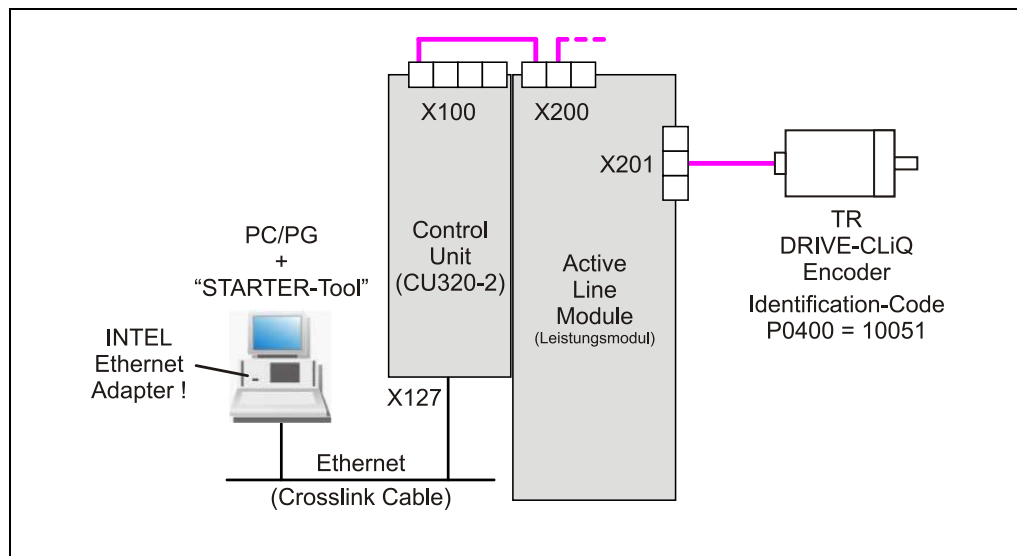 X100
X200
X201
Control
Unit
(CU320-2)
Active
Line
Module
(Leistungsmodul)
TR
DRIVE-CLiQ
Encoder
Identification-Code
P0400 = 10051
PC/PG
+
“STARTER-Tool”
INTEL
Ethernet
Adapter !
X127
Ethernet
(Crosslink Cable)